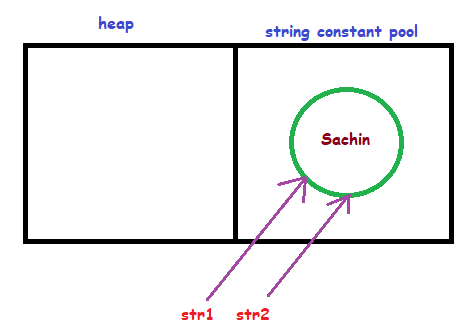 heap
string constant pool
Sachin
str1 str2